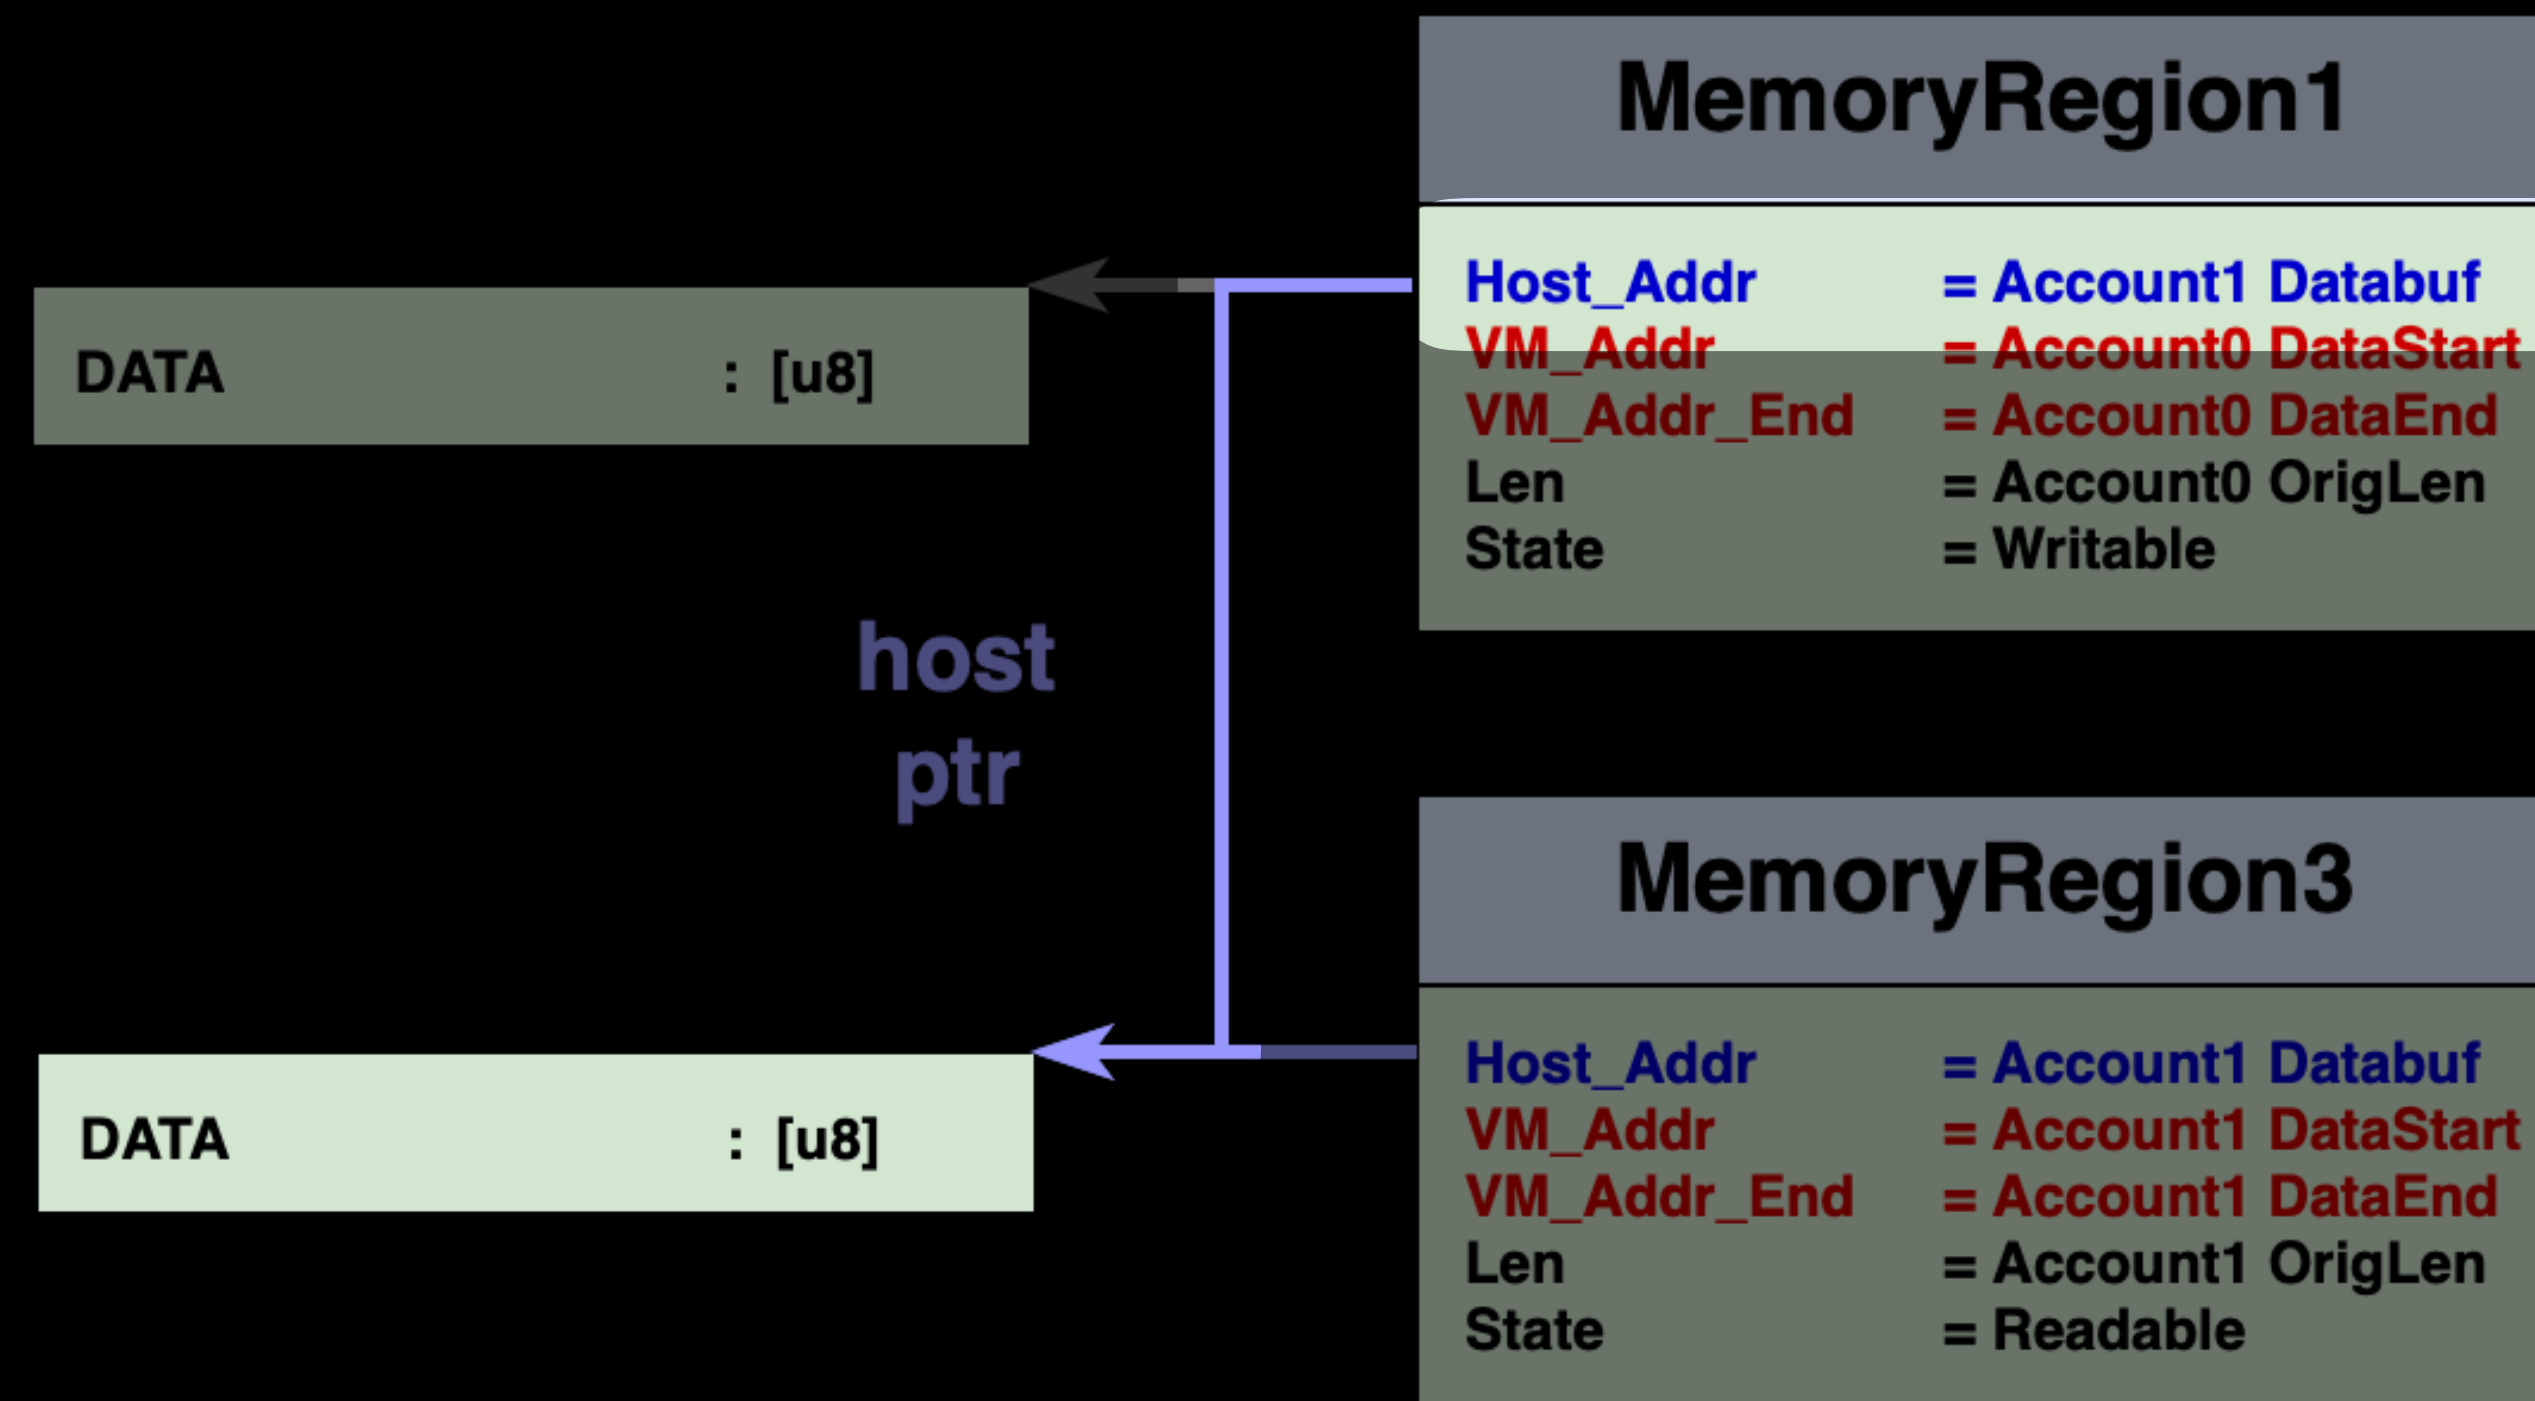 MemoryRegion1
Host_Addr = Account1 Databuf
VM_Addr = Account0 DataStart
VM_Addr_End = Account0 DataEnd
Len = Account0 OrigLen
State = Writable
DATA : [u8]
host
ptr
MemoryRegion3
Host_Addr = Account1 Databuf
VM_Addr = Account1 DataStart
VM_Addr_End = Account1 DataEnd
Len = Account1 OrigLen
State = Readable
DATA : [u8]